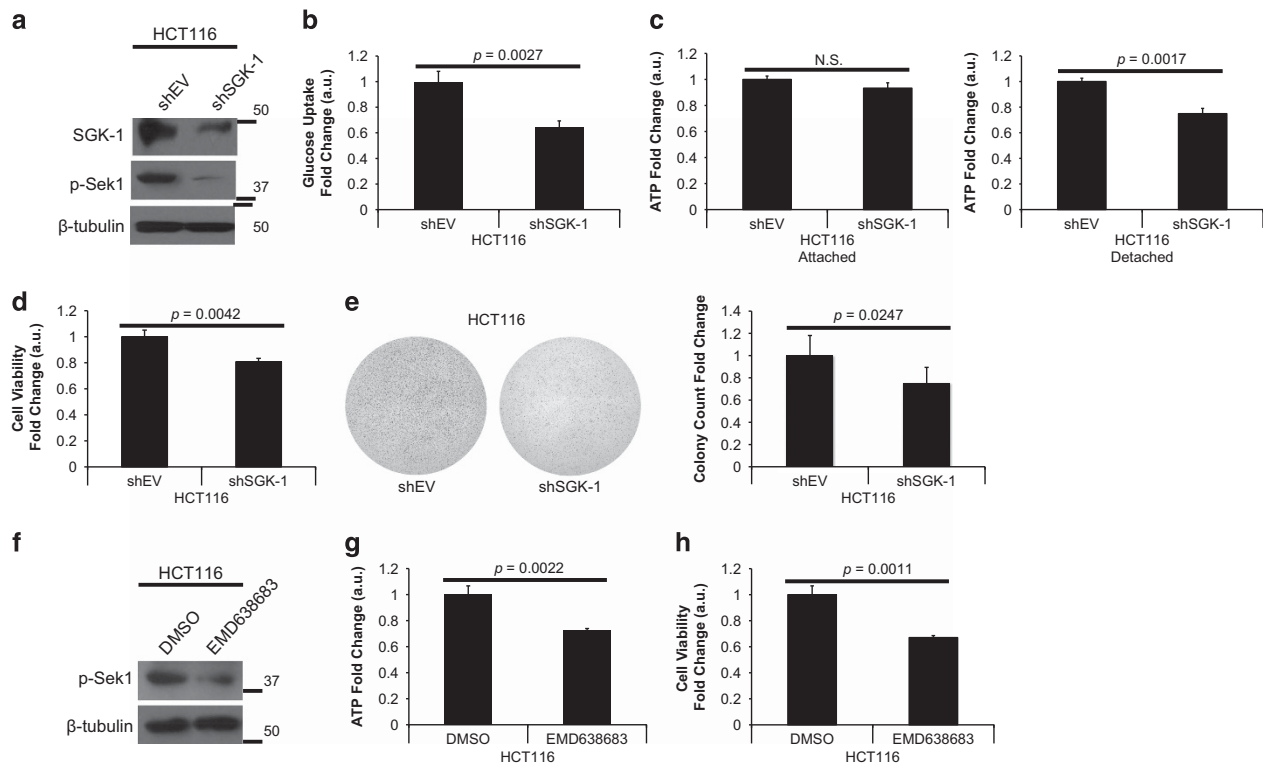 a
HCT116
shEV
shSGK-1
50
SGK-1
p-Sek1
37
β-tubulin
50
b
Glucose Uptake
Fold Change (a.u.)
1.2
1
0.8
0.6
0.4
0.2
0
p = 0.0027
shEV
shSGK-1
HCT116
c
ATP Fold Change (a.u.)
1.2
1
0.8
0.6
0.4
0.2
0
N.S.
shEV
shSGK-1
HCT116
Attached
ATP Fold Change (a.u.)
1.2
1
0.8
0.6
0.4
0.2
0
p = 0.0017
shEV
shSGK-1
HCT116
Detached
d
Cell Viability
Fold Change (a.u.)
1.2
1
0.8
0.6
0.4
0.2
0
p = 0.0042
shEV
shSGK-1
HCT116
e
HCT116
shEV
shSGK-1
Colony Count Fold Change
1.4
1.2
1
0.8
0.6
0.4
0.2
0
p = 0.0247
shEV
shSGK-1
HCT116
f
HCT116
DMSO
EMD638683
p-Sek1
37
β-tubulin
50
g
ATP Fold Change (a.u.)
1.2
1
0.8
0.6
0.4
0.2
0
p = 0.0022
DMSO
EMD638683
HCT116
h
Cell Viability
Fold Change (a.u.)
1.2
1
0.8
0.6
0.4
0.2
0
p = 0.0011
DMSO
EMD638683
HCT116